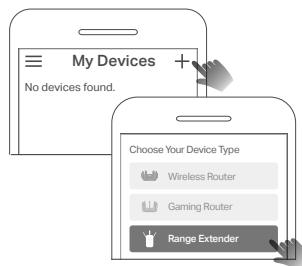 My Devices
No devices found.
Choose Your Device Type
Wireless Router
Gaming Router
Range Extender